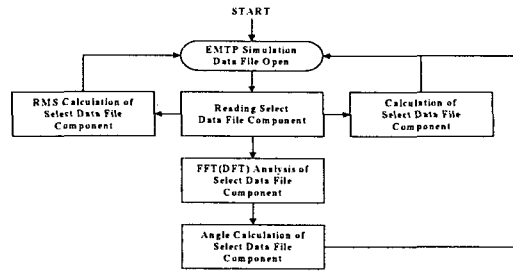 START
EMTP Simulation
Data File Open
RMS Calculation of
Select Data File
Component
Reading Select
Data File Component
Calculation of
Select Data File
Component
FFT(DFT) Analysis of
Select Data File
Component
Angle Calculation of
Select Data File
Component